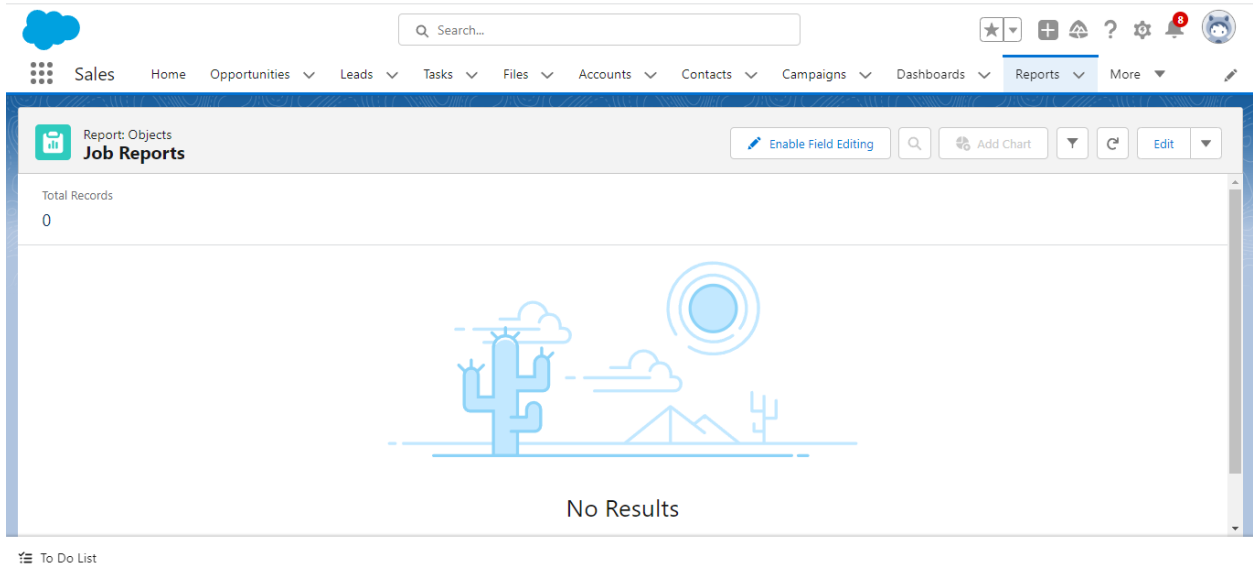 Search...
8
Sales Home Opportunities Leads Tasks Files Accounts Contacts Campaigns Dashboards Reports More
Report: Objects
Job Reports
Enable Field Editing Add Chart Edit
Total Records
0
No Results
To Do List